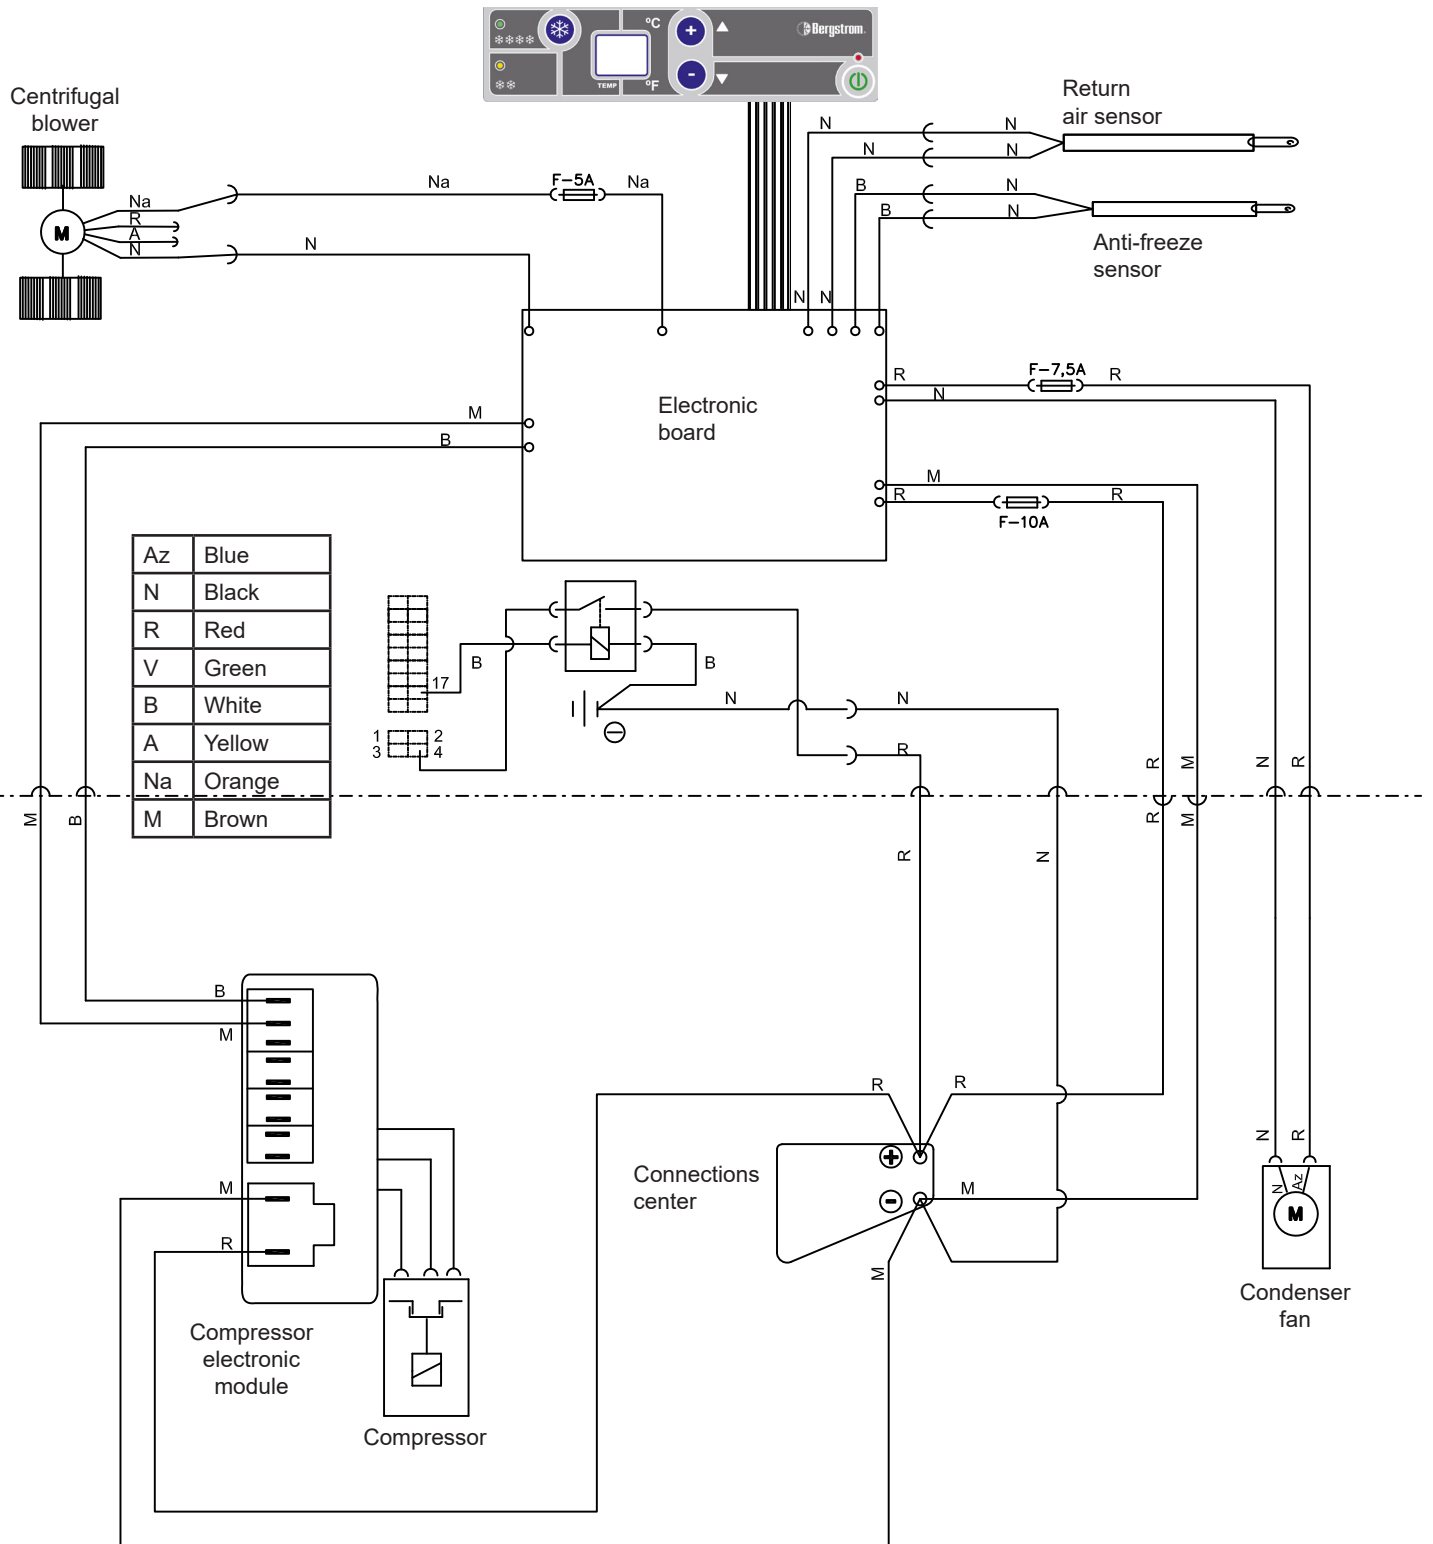 °C
+
Bergstrom
TEMP
°F
-
Centrifugal
blower
Return
air sensor
N
N
N
N
F-5A
Na
Na
Na
B
N
B
N
R
A
N
M
N
Anti-freeze
sensor
N
N
R
F-7,5A
R
N
Electronic
board
M
B
M
R
R
F-10A
Az Blue
N Black
R Red
V Green
B White
A Yellow
Na Orange
M Brown
B
B
17
N
N
1 2
3 4
R
R
M
N
R
M
B
R
M
R
N
B
M
R
R
N
R
Connections
center
+
-
M
M
R
M
N
Az
M
Compressor
electronic
module
Condenser
fan
Compressor